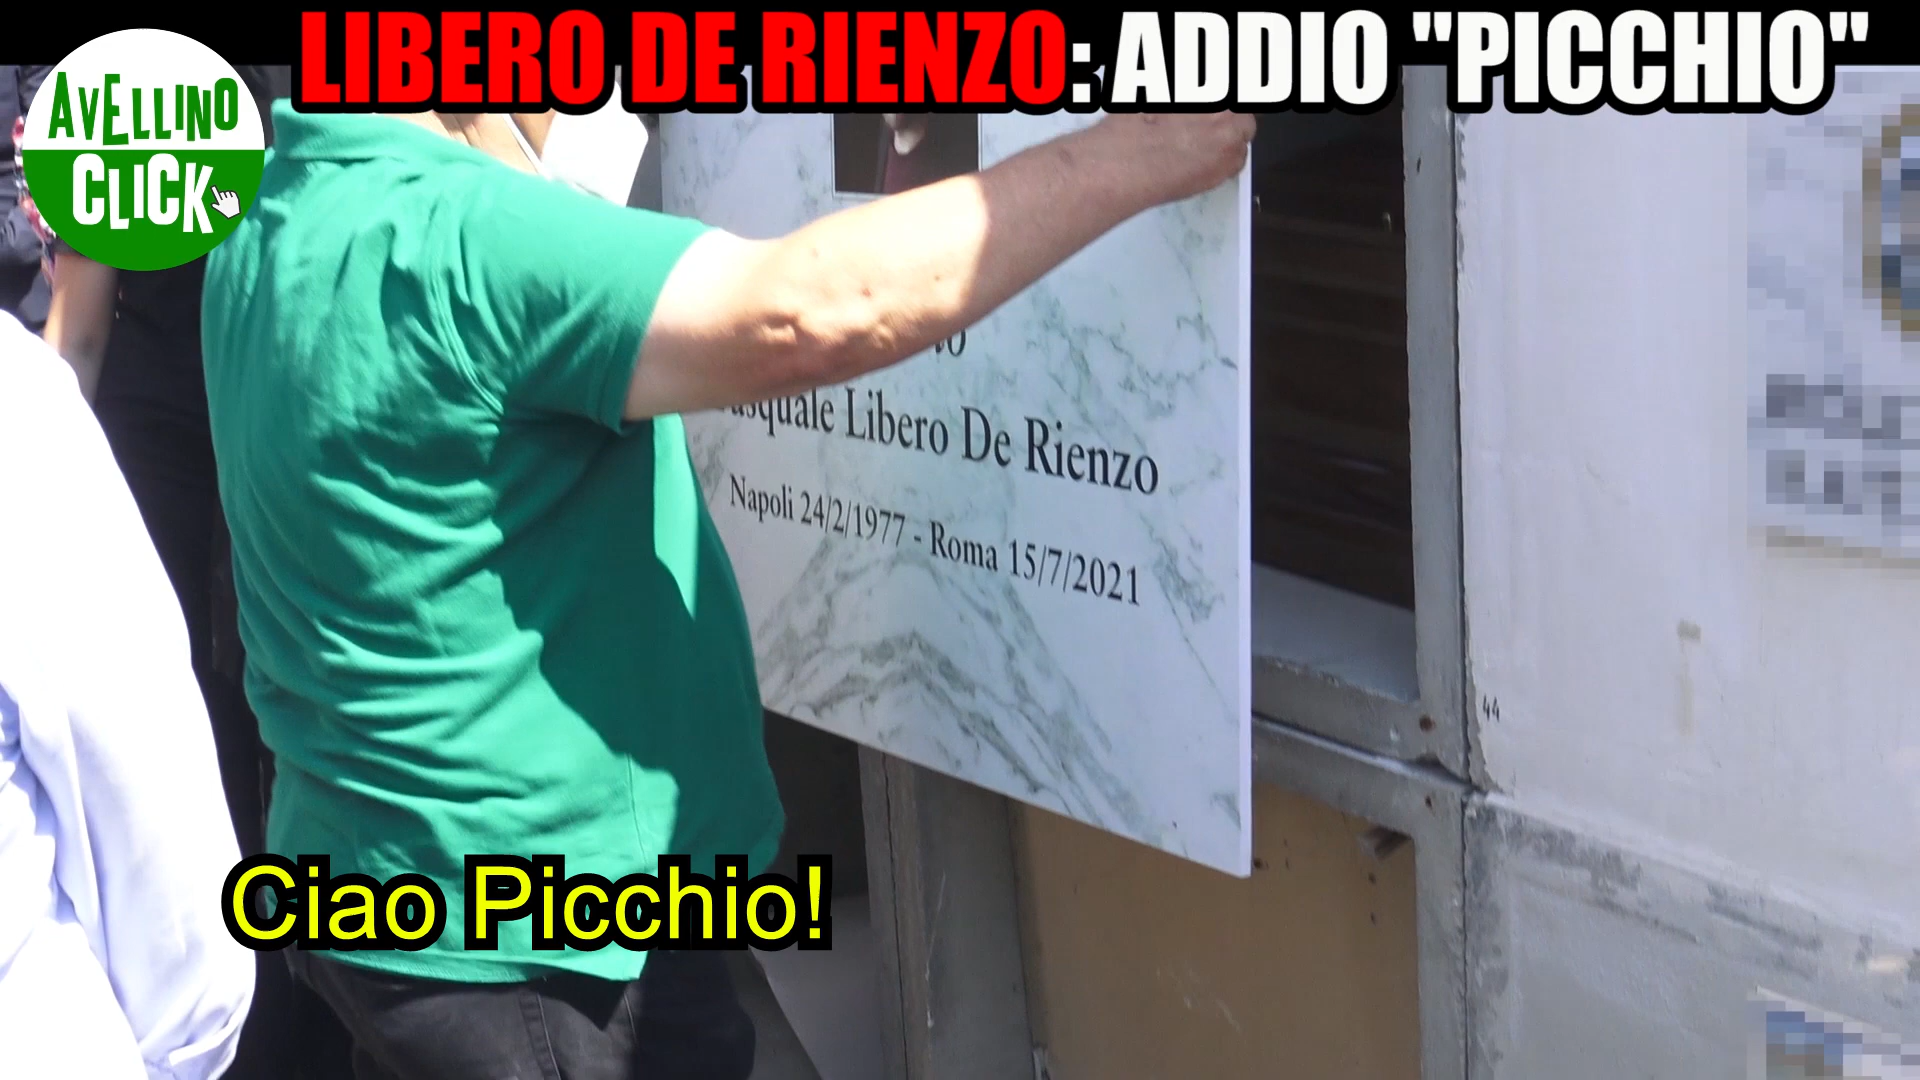 LIBERO DE RIENZO: ADDIO "PICCHIO"
AVELLINO
CLICK
Libero De Rienzo
Napoli 24/2/1977 - Roma 15/7/2021
44
Ciao Picchio!